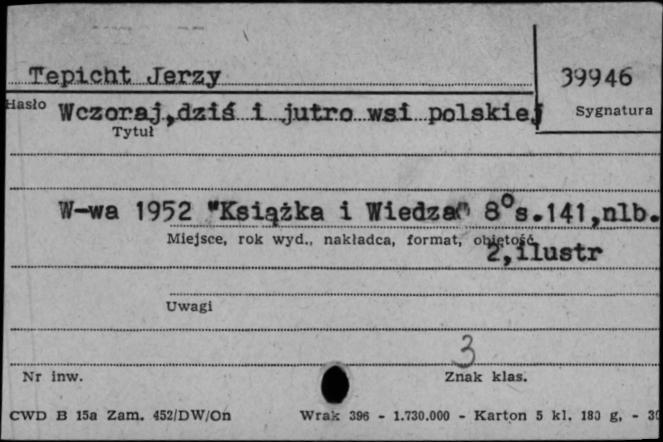 Tepicht Jerzy
39946
Hasło
Sygnatura
Wczoraj,dziś i jutro wsi polskiej
Tytuł
W-wa 1952 "Książka i Wiedza" 8°s.141,nlb.
Miejsce, rok wyd., nakładca, format, objętość
2,ilustr
Uwagi
3
Nr inw.
Znak klas.
CWD B 15a Zam. 452/DW/On
Wrak 396 - 1.730.000 - Karton 5 kl. 180 g, -